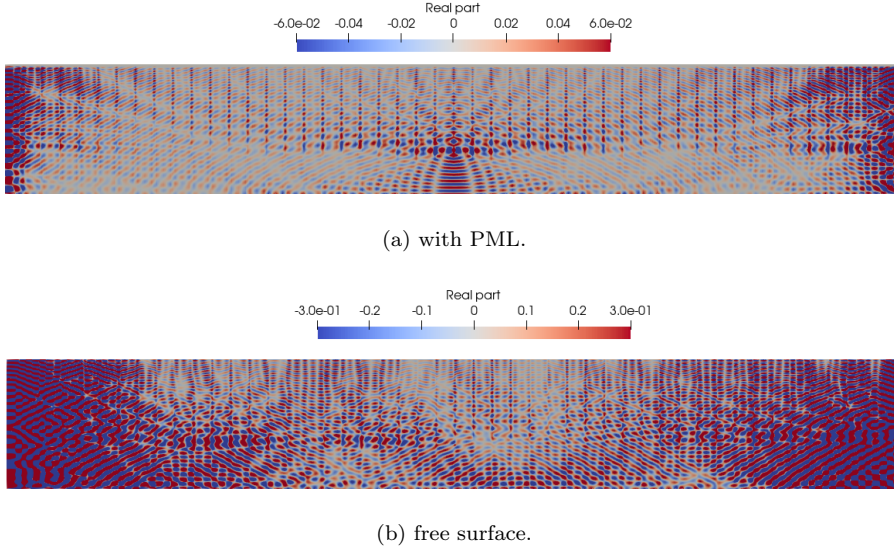 Real part
-6.0e-02 -0.04 -0.02 0 0.02 0.04 6.0e-02
(a) with PML.
Real part
-3.0e-01 -0.2 -0.1 0 0.1 0.2 3.0e-01
(b) free surface.